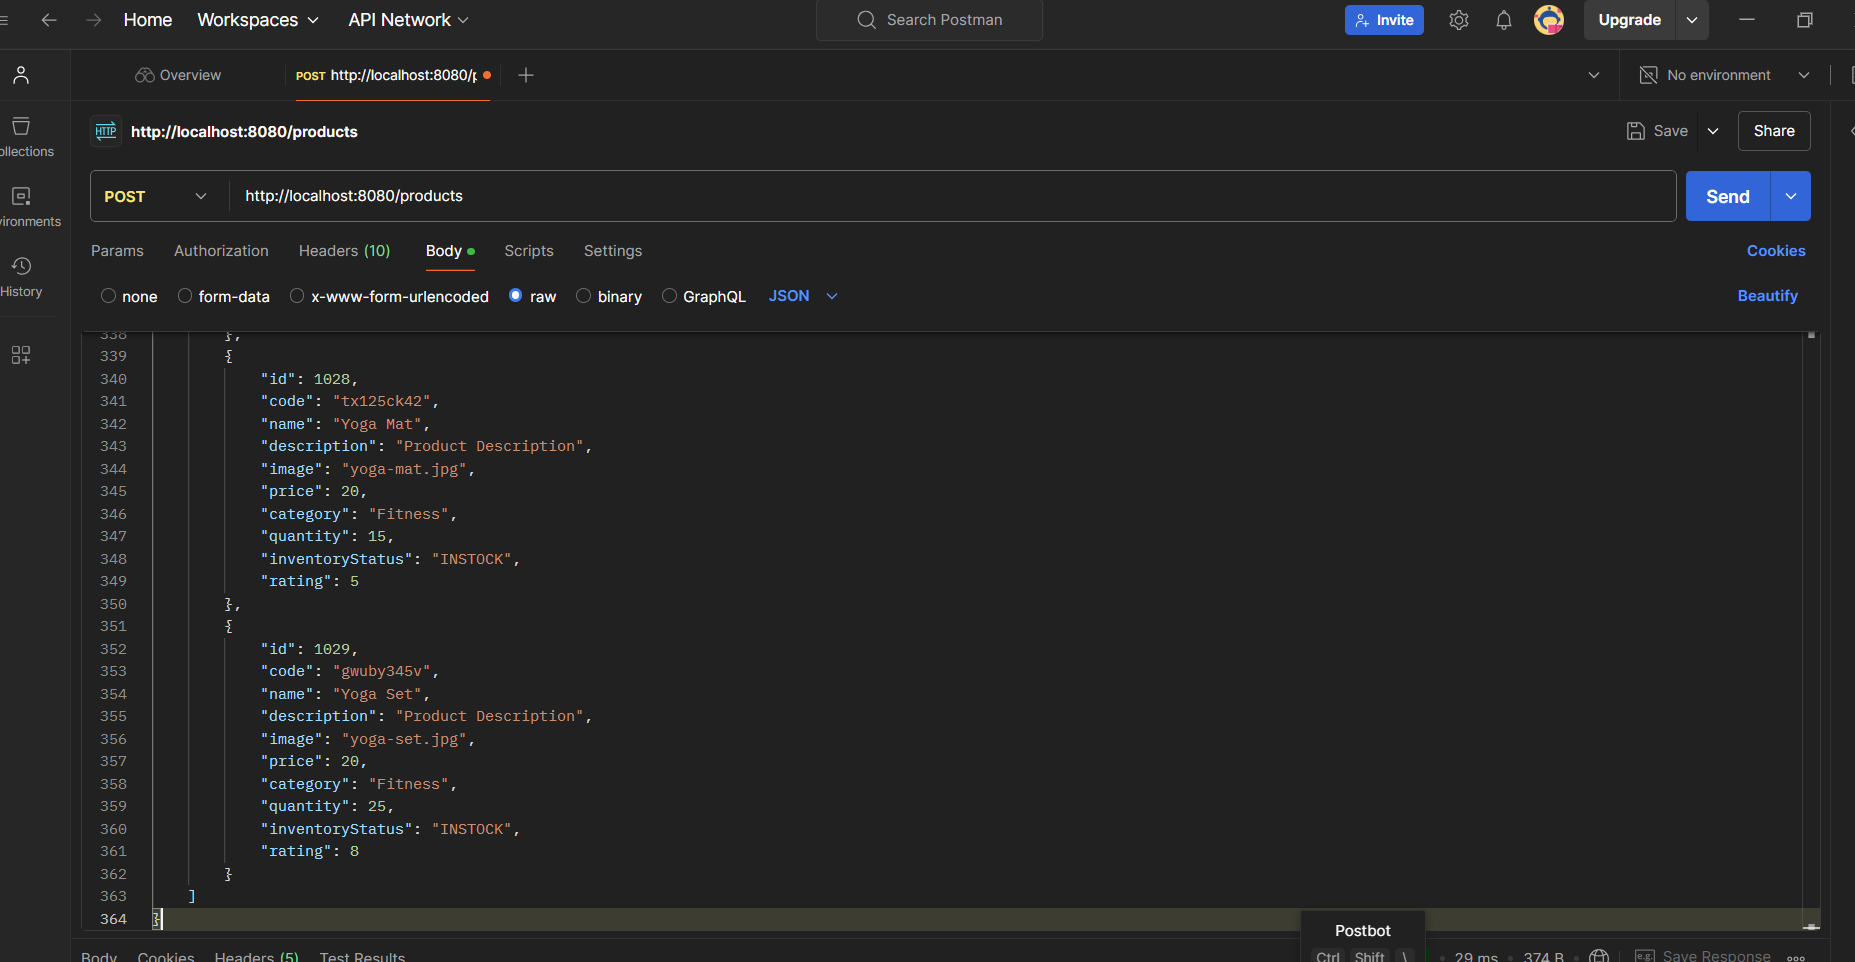 Home Workspaces API Network Search Postman Invite Upgrade
Overview POST http://localhost:8080/p No environment
HTTP http://localhost:8080/products Save Share
ollections
POST http://localhost:8080/products Send
vironments
Params Authorization Headers (10) Body Scripts Settings Cookies
History
none form-data x-www-form-urlencoded raw binary GraphQL JSON Beautify
338 },
339 {
340 "id": 1028,
341 "code": "tx125ck42",
342 "name": "Yoga Mat",
343 "description": "Product Description",
344 "image": "yoga-mat.jpg",
345 "price": 20,
346 "category": "Fitness",
347 "quantity": 15,
348 "inventoryStatus": "INSTOCK",
349 "rating": 5
350 },
351 {
352 "id": 1029,
353 "code": "gwuby345v",
354 "name": "Yoga Set",
355 "description": "Product Description",
356 "image": "yoga-set.jpg",
357 "price": 20,
358 "category": "Fitness",
359 "quantity": 25,
360 "inventoryStatus": "INSTOCK",
361 "rating": 8
362 }
363 ]
364 }
Postbot
Ctrl Shift \
Body Cookies Headers (5) Test Results 29 ms 374 B e.g. Save Response